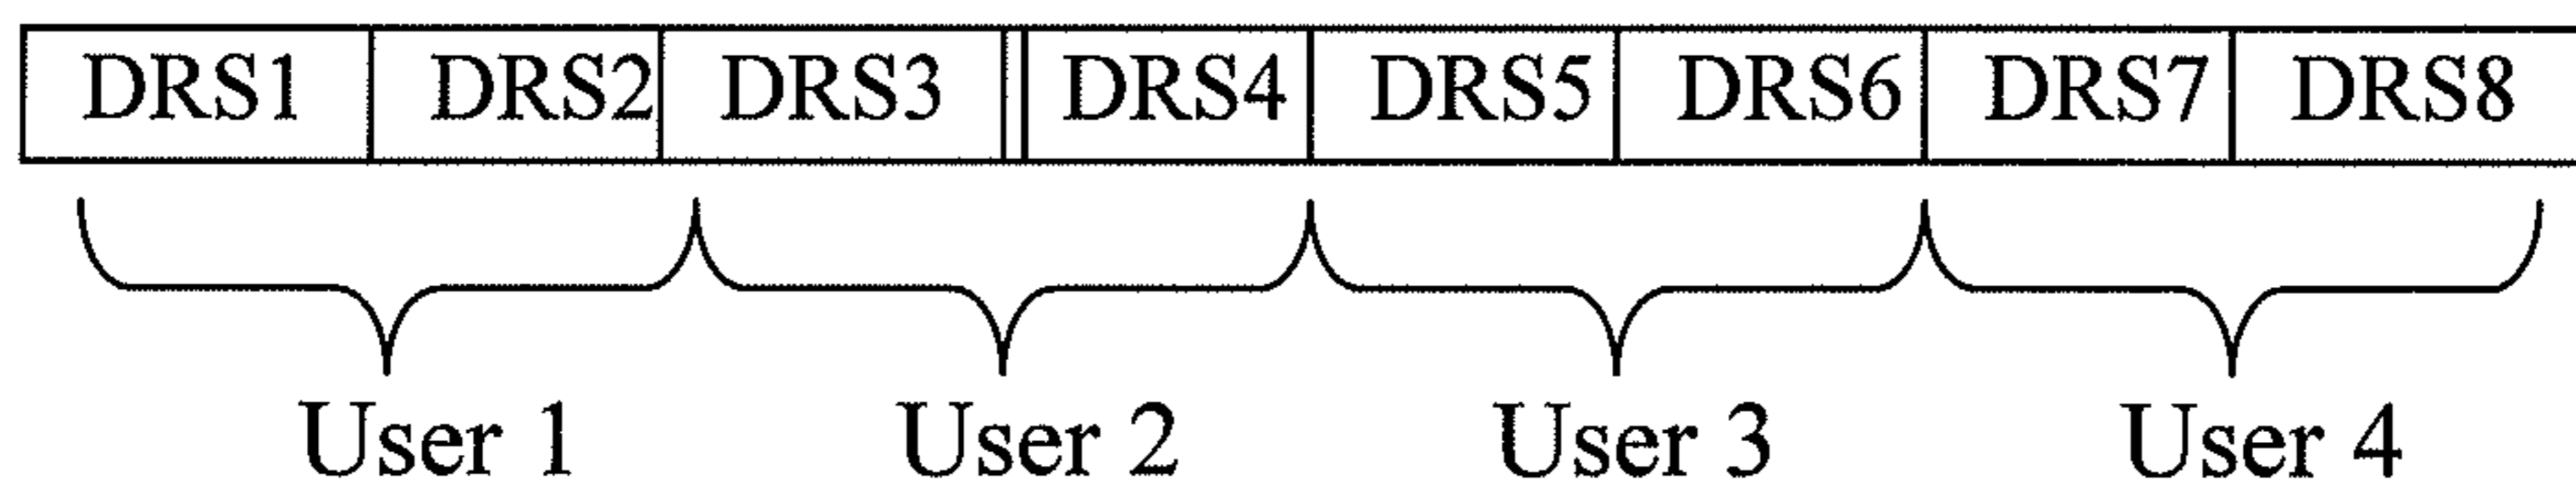 DRS1 DRS2 DRS3 DRS4 DRS5 DRS6 DRS7 DRS8
User 1 User 2 User 3 User 4